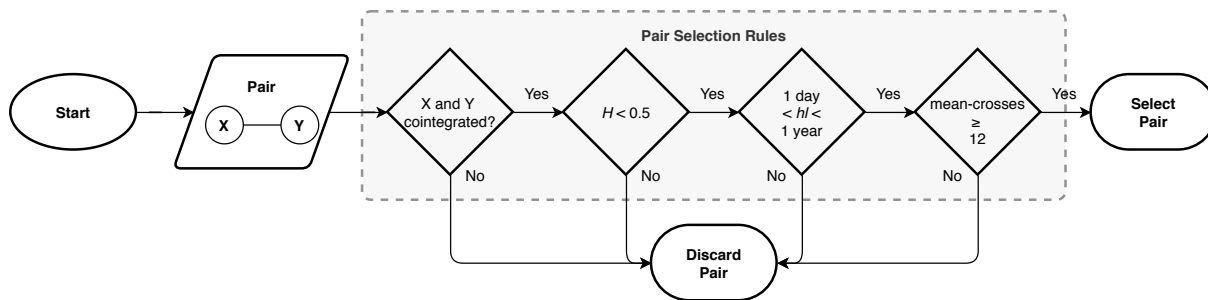 Pair Selection Rules
Start
Pair
X
Y
X and Y
cointegrated?
Yes
H < 0.5
Yes
1 day
< hl <
1 year
Yes
mean-crosses
≥
12
Yes
Select
Pair
No
No
No
No
Discard
Pair